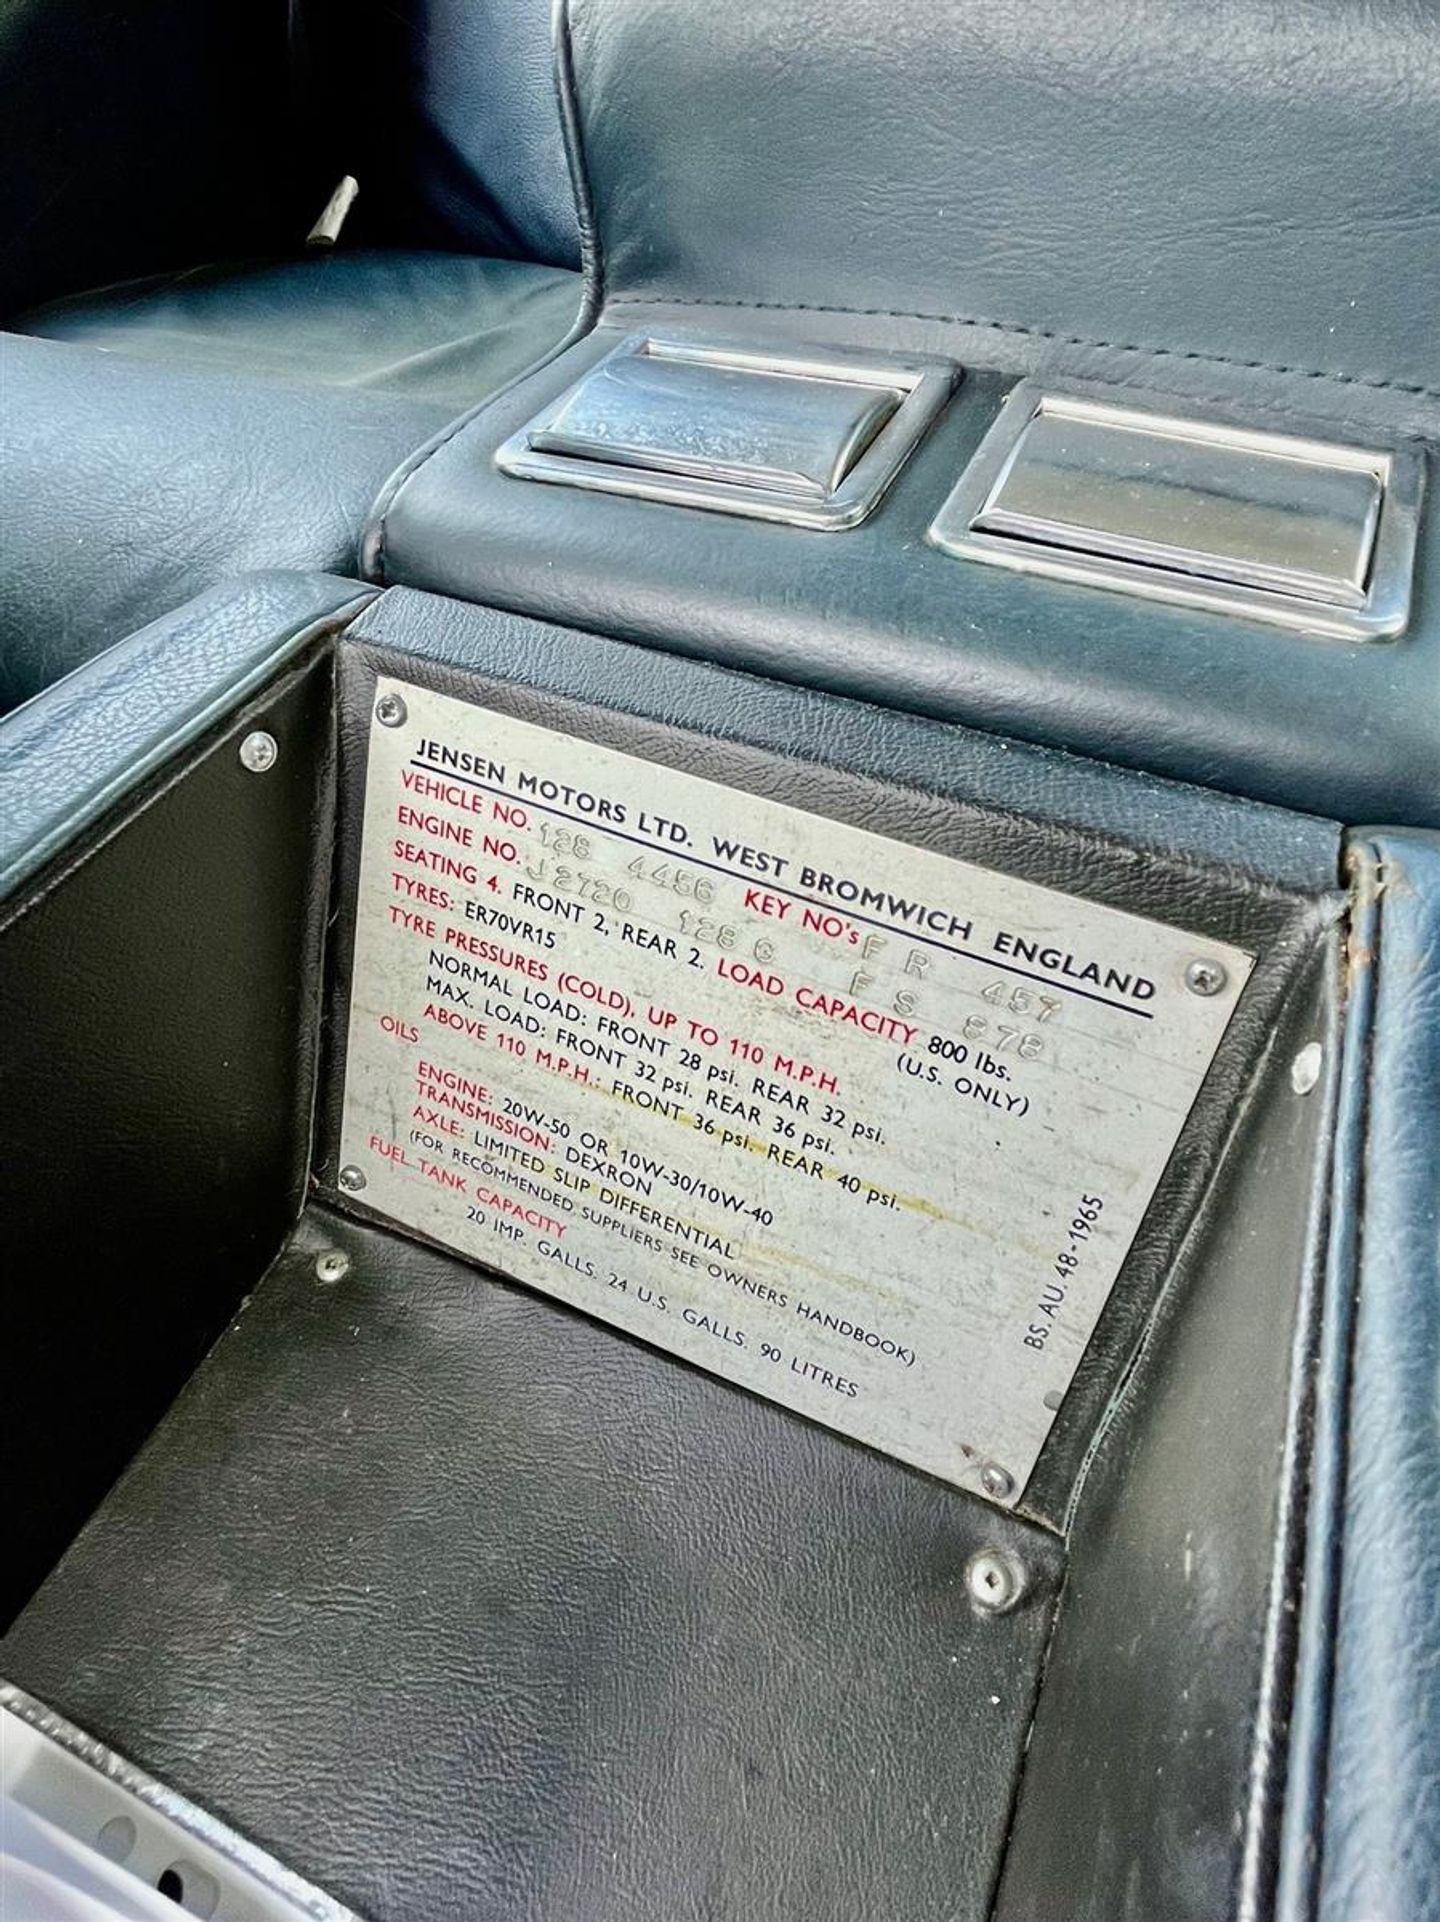 JENSEN MOTORS LTD. WEST BROMWICH ENGLAND
VEHICLE NO. 128 4456 KEY NO's FR 457
ENGINE NO. J2720 128 G FS 878
SEATING 4. FRONT 2, REAR 2. LOAD CAPACITY 800 lbs.
(U.S. ONLY)
TYRES: ER70VR15
TYRE PRESSURES (COLD), UP TO 110 M.P.H.
NORMAL LOAD: FRONT 28 psi. REAR 32 psi.
MAX. LOAD: FRONT 32 psi. REAR 36 psi.
ABOVE 110 M.P.H.: FRONT 36 psi. REAR 40 psi.
OILS
ENGINE: 20W-50 OR 10W-30/10W-40
TRANSMISSION: DEXRON
AXLE: LIMITED SLIP DIFFERENTIAL
(FOR RECOMMENDED SUPPLIERS SEE OWNERS HANDBOOK)
FUEL TANK CAPACITY
20 IMP. GALLS. 24 U.S. GALLS. 90 LITRES
BS. AU. 48-1965